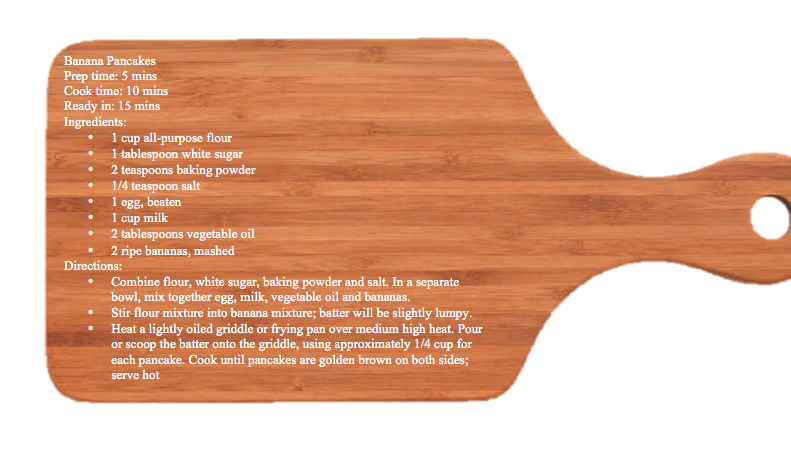 Banana Pancakes
Prep time: 5 mins
Cook time: 10 mins
Ready in: 15 mins
Ingredients:
• 1 cup all-purpose flour
• 1 tablespoon white sugar
• 2 teaspoons baking powder
• 1/4 teaspoon salt
• 1 egg, beaten
• 1 cup milk
• 2 tablespoons vegetable oil
• 2 ripe bananas, mashed
Directions:
• Combine flour, white sugar, baking powder and salt. In a separate
bowl, mix together egg, milk, vegetable oil and bananas.
• Stir flour mixture into banana mixture; batter will be slightly lumpy.
• Heat a lightly oiled griddle or frying pan over medium high heat. Pour
or scoop the batter onto the griddle, using approximately 1/4 cup for
each pancake. Cook until pancakes are golden brown on both sides;
serve hot